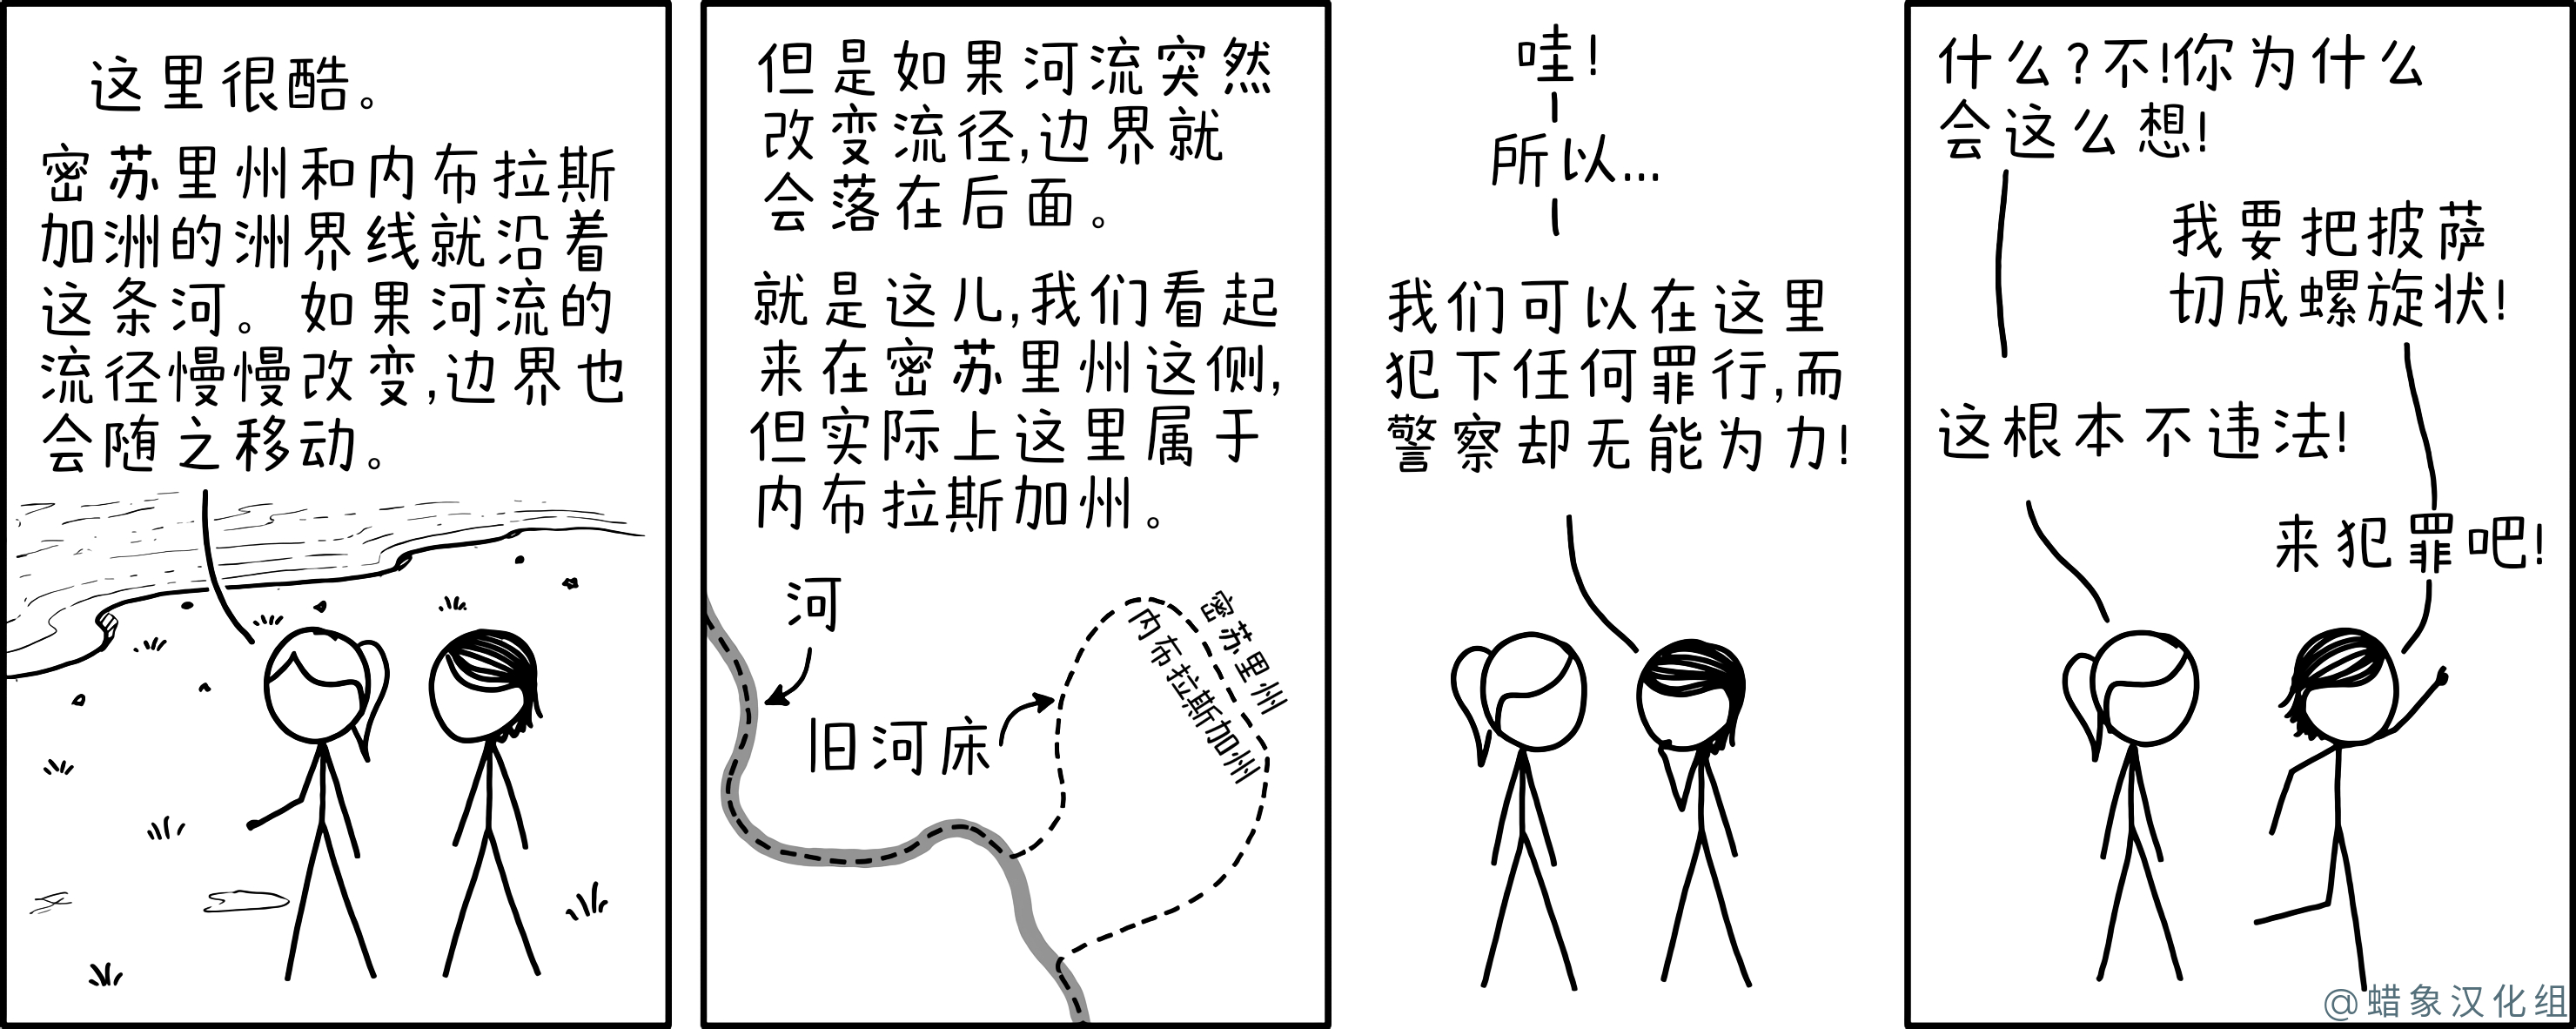 这里很酷。
密苏里州和内布拉斯
加洲的洲界线就沿着
这条河。如果河流的
流径慢慢改变,边界也
会随之移动。
但是如果河流突然
改变流径,边界就
会落在后面。
就是这儿,我们看起
来在密苏里州这侧,
但实际上这里属于
内布拉斯加州。
河
旧河床
密苏里州
内布拉斯加州
哇!
所以...
我们可以在这里
犯下任何罪行,而
警察却无能为力!
什么?不!你为什么
会这么想!
我要把披萨
切成螺旋状!
这根本不违法!
来犯罪吧!
@蜡象汉化组